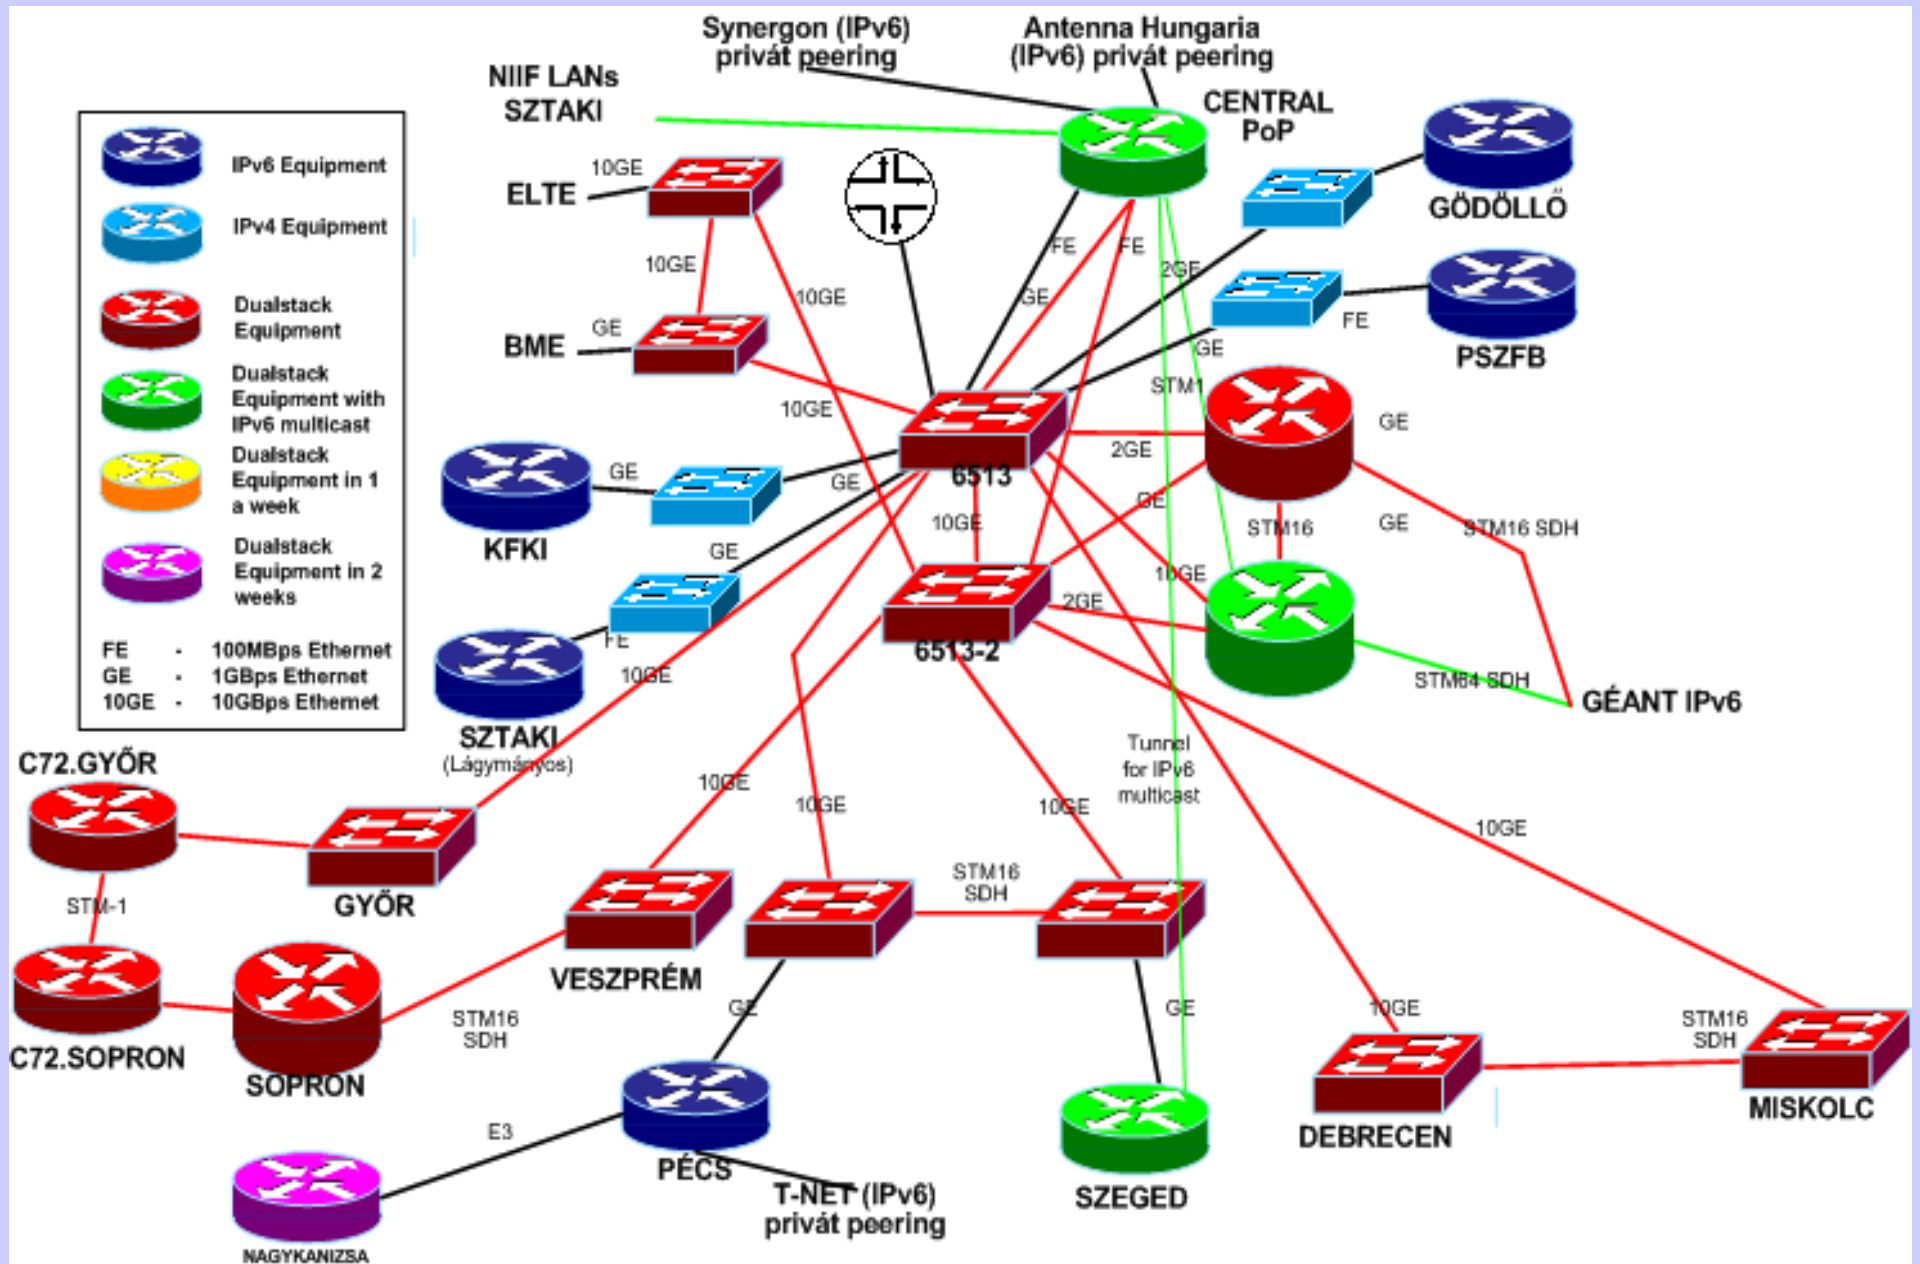 Synergon (IPv6)
privát peering
Antenna Hungaria
(IPv6) privát peering
NIIF LANs
SZTAKI
CENTRAL
PoP
IPv6 Equipment
IPv4 Equipment
Dualstack
Equipment
Dualstack
Equipment with
IPv6 multicast
Dualstack
Equipment in 1
a week
Dualstack
Equipment in 2
weeks
FE - 100MBps Ethernet
GE - 1GBps Ethernet
10GE - 10GBps Ethernet
10GE
ELTE
GÖDÖLLŐ
10GE
10GE
FE
FE
2GE
GE
GE
BME
FE
GE
PSZFB
STM1
10GE
GE
2GE
6513
GE
GE
KFKI
GE
10GE
STM16
GE
STM16 SDH
GE
10GE
2GE
FE
6513-2
10GE
STM64 SDH
GÉANT IPv6
SZTAKI
(Lágymányos)
C72.GYŐR
Tunnel
for IPv6
multicast
10GE
10GE
10GE
10GE
STM-1
GYŐR
STM16
SDH
VESZPRÉM
GE
GE
10GE
STM16
SDH
STM16
SDH
C72.SOPRON
SOPRON
MISKOLC
DEBRECEN
E3
PÉCS
T-NET (IPv6)
privát peering
SZEGED
NAGYKANIZSA